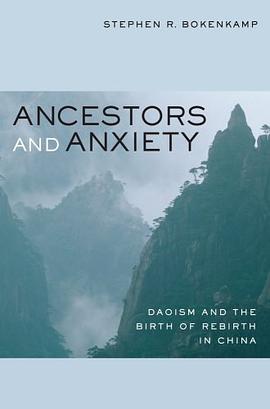 STEPHEN R. BOKENKAMP
ANCESTORS
AND ANXIETY
DAOISM AND THE
BIRTH OF REBIRTH
IN CHINA